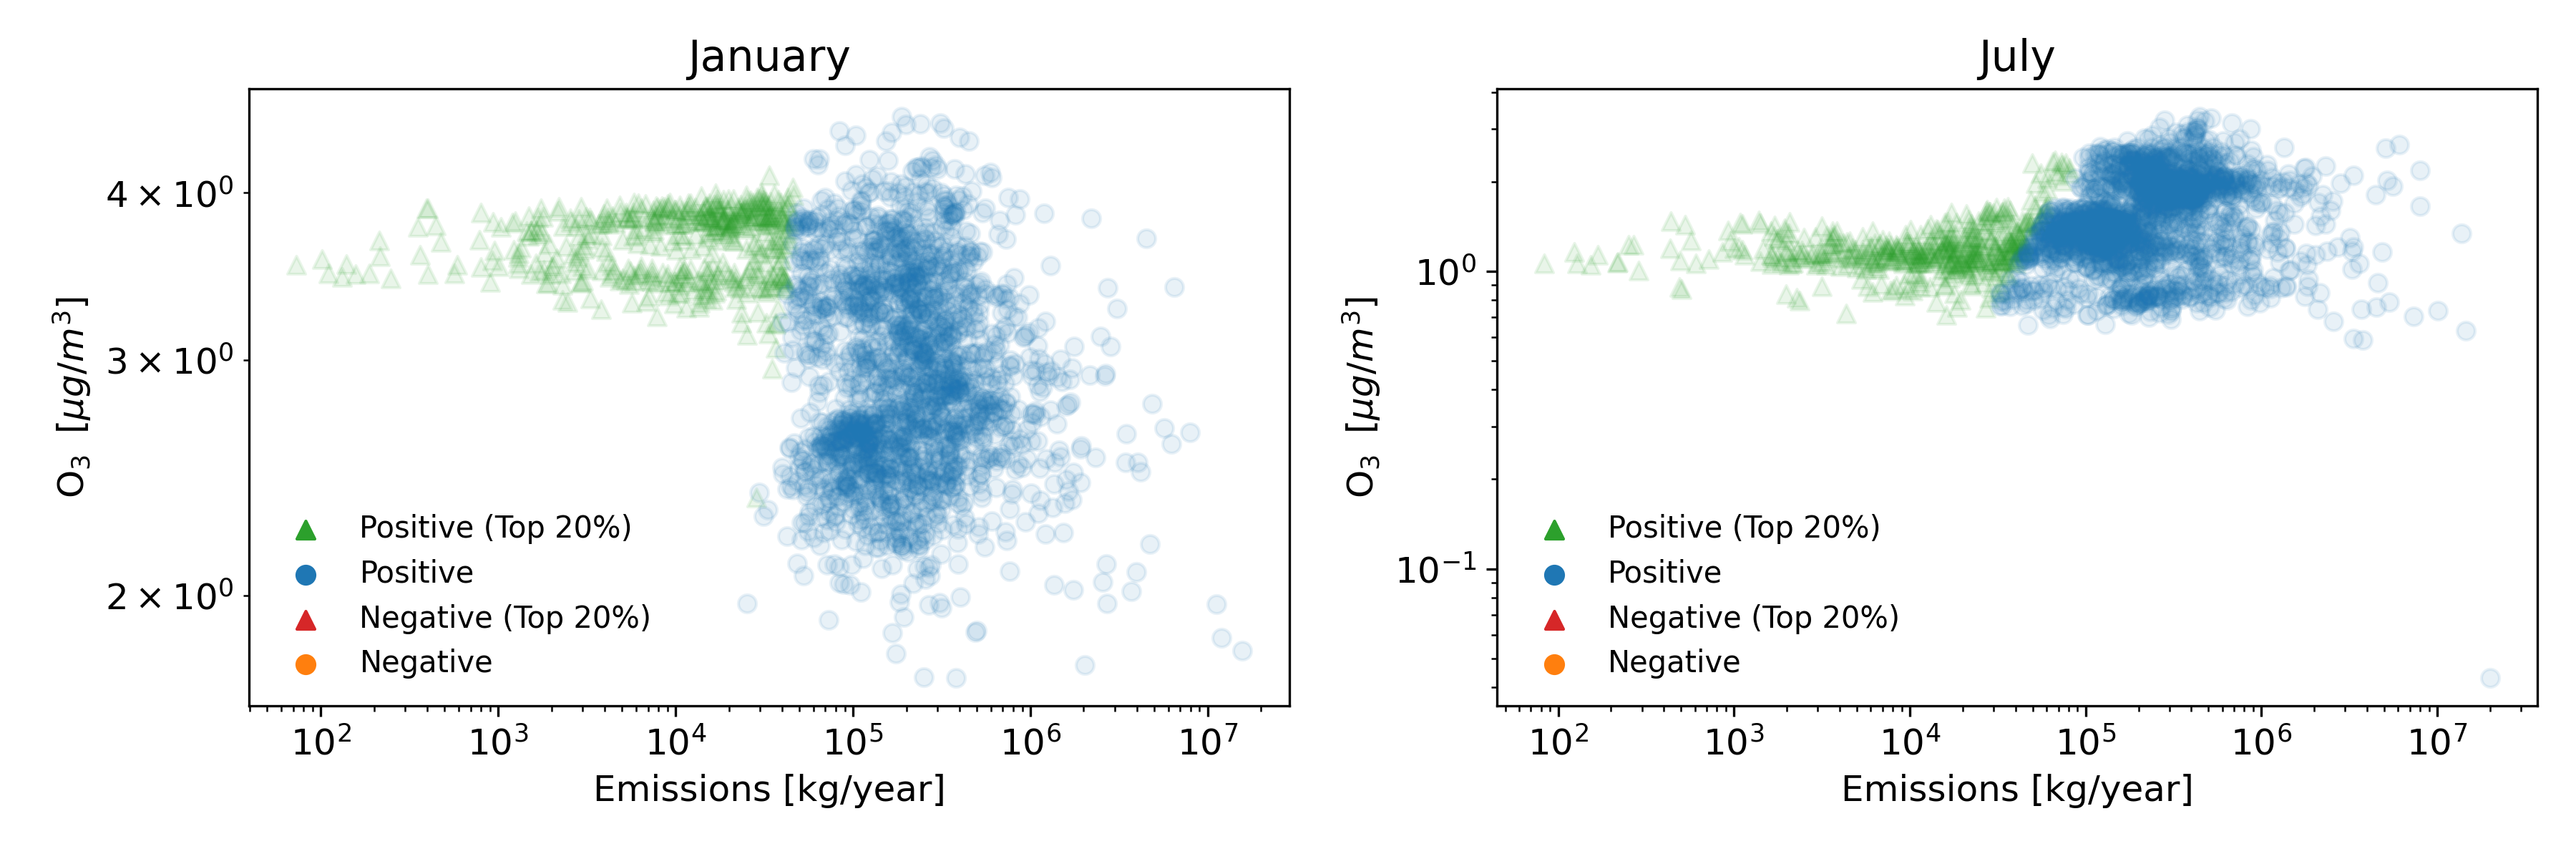 January
4 × 10⁰
3 × 10⁰
2 × 10⁰
O₃ [μg/m³]
Positive (Top 20%)
Positive
Negative (Top 20%)
Negative
10² 10³ 10⁴ 10⁵ 10⁶ 10⁷
Emissions [kg/year]
July
10⁰
10⁻¹
O₃ [μg/m³]
Positive (Top 20%)
Positive
Negative (Top 20%)
Negative
10² 10³ 10⁴ 10⁵ 10⁶ 10⁷
Emissions [kg/year]